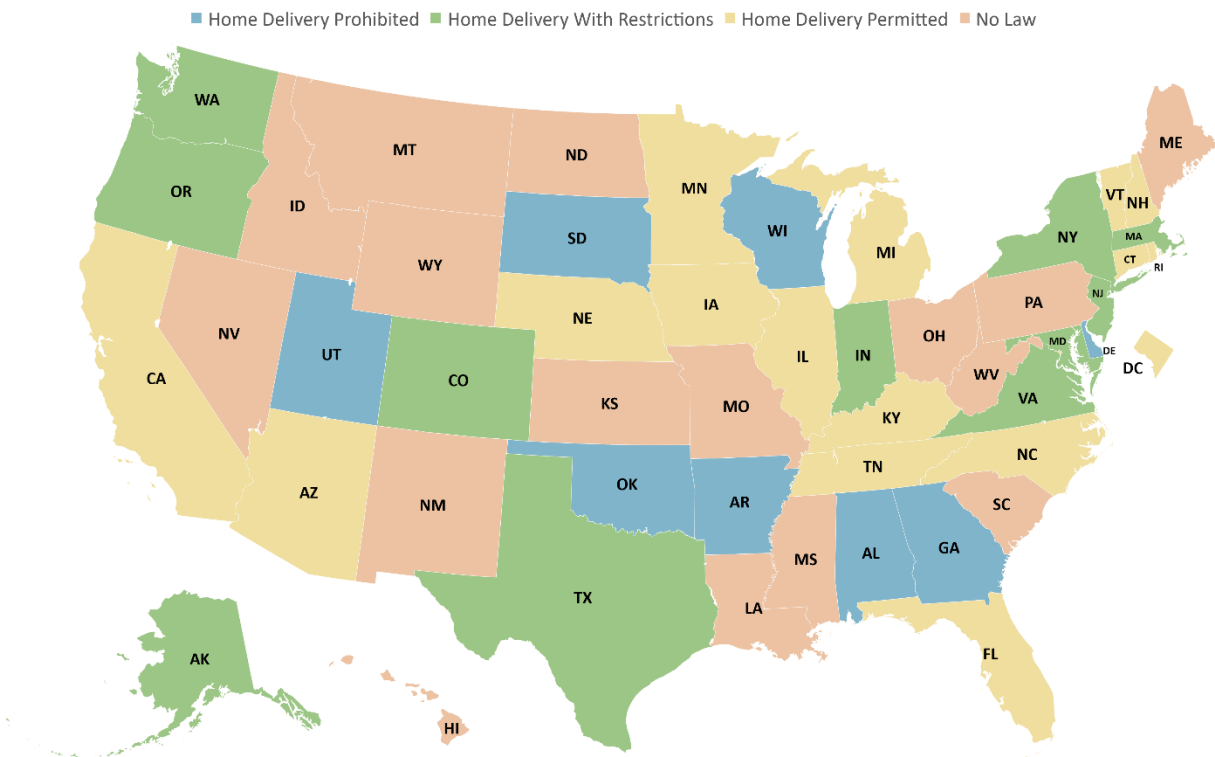 Home Delivery Prohibited Home Delivery With Restrictions Home Delivery Permitted No Law
WA
MT
ND
MN
ME
OR
ID
SD
WI
VT
NH
NY
MA
WY
MI
CT
RI
IA
NE
NV
UT
PA
NJ
OH
IL
IN
MD
DE
DC
CA
CO
WV
VA
KS
MO
KY
NC
TN
AZ
NM
OK
AR
SC
MS
AL
GA
TX
LA
FL
AK
HI